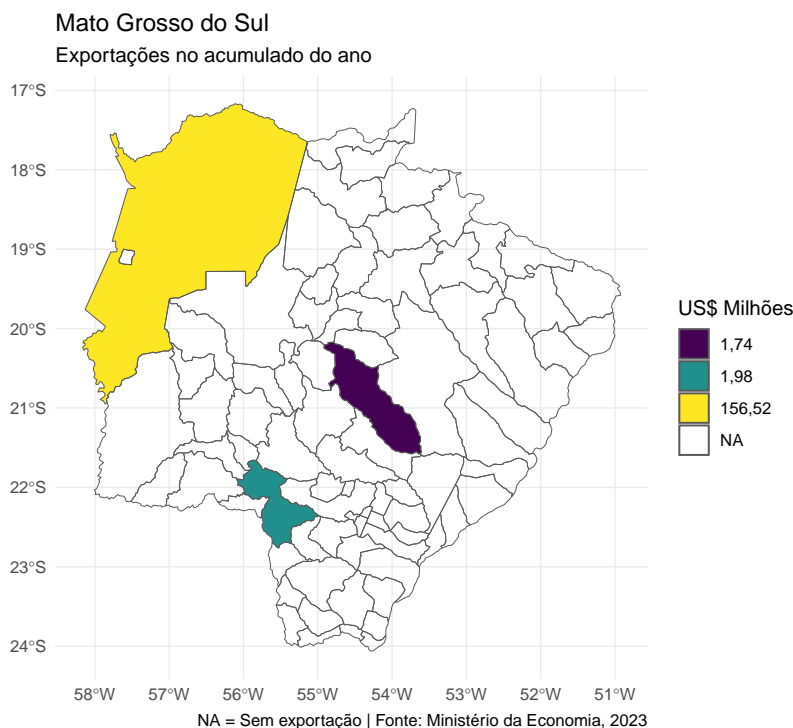 Mato Grosso do Sul
Exportações no acumulado do ano
17°S
18°S
19°S
20°S
21°S
22°S
23°S
24°S
58°W
57°W
56°W
55°W
54°W
53°W
52°W
51°W
US$ Milhões
1,74
1,98
156,52
NA
NA = Sem exportação | Fonte: Ministério da Economia, 2023